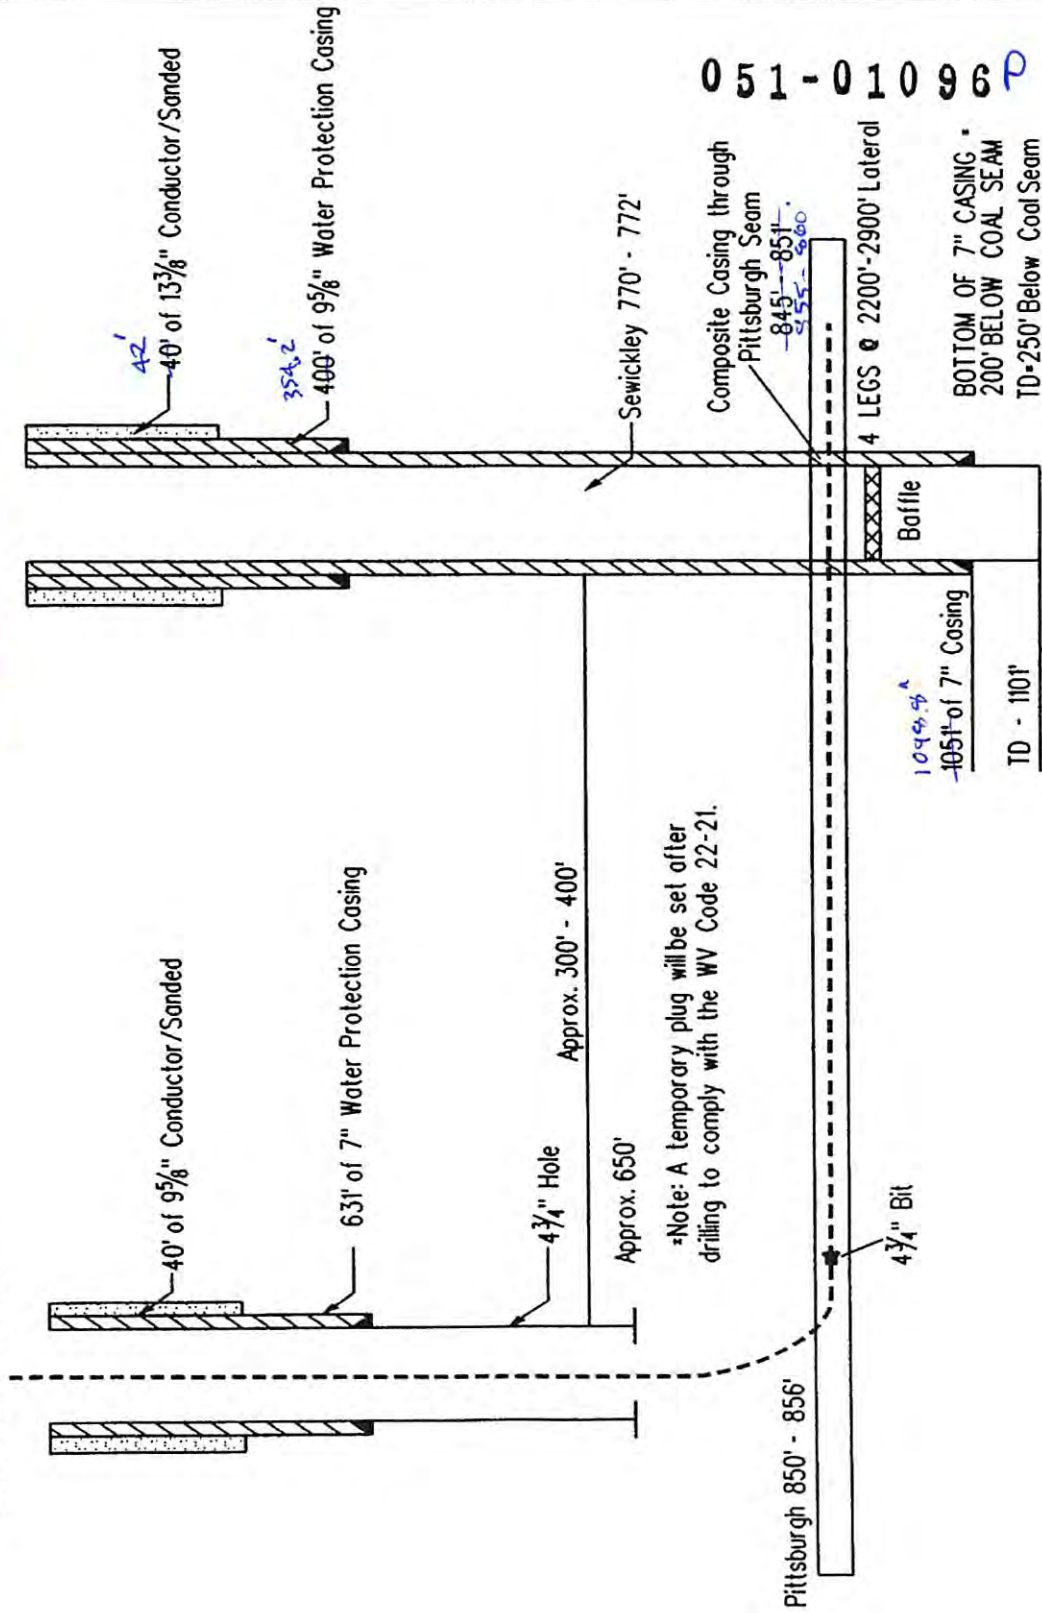 051-01096 P
42'
40' of 13⅜" Conductor/Sanded
354.2'
400' of 9⅝" Water Protection Casing
Sewickley 770' - 772'
Composite Casing through
Pittsburgh Seam
845' - 851'
855 - 860.
4 LEGS @ 2200'-2900' Lateral
Baffle
BOTTOM OF 7" CASING =
200' BELOW COAL SEAM
TD=250' Below Coal Seam
1051' of 7" Casing
TD - 1101'
40' of 9⅝" Conductor/Sanded
631' of 7" Water Protection Casing
4¾" Hole
Approx. 300' - 400'
Approx. 650'
*Note: A temporary plug will be set after
drilling to comply with the WV Code 22-21.
Pittsburgh 850' - 856'
4¾" Bit